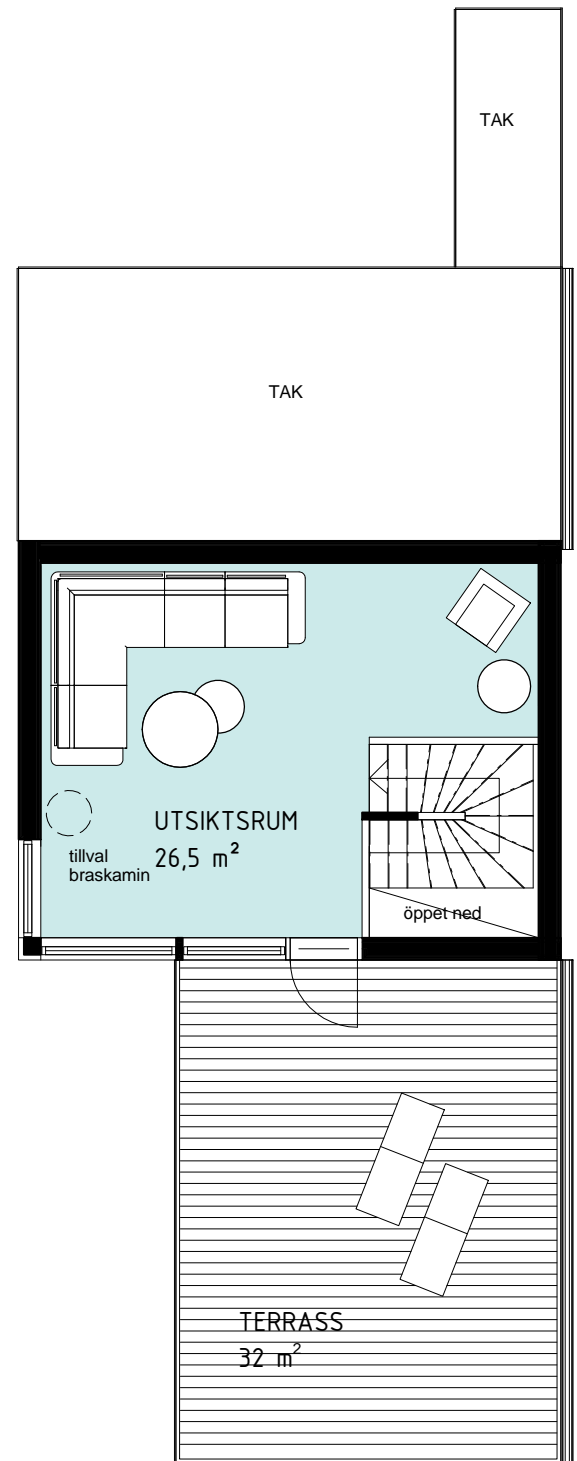 TAK
TAK
UTSIKTSRUM
26,5 m²
tillval
braskamin
öppet ned
TERRASS
32 m²